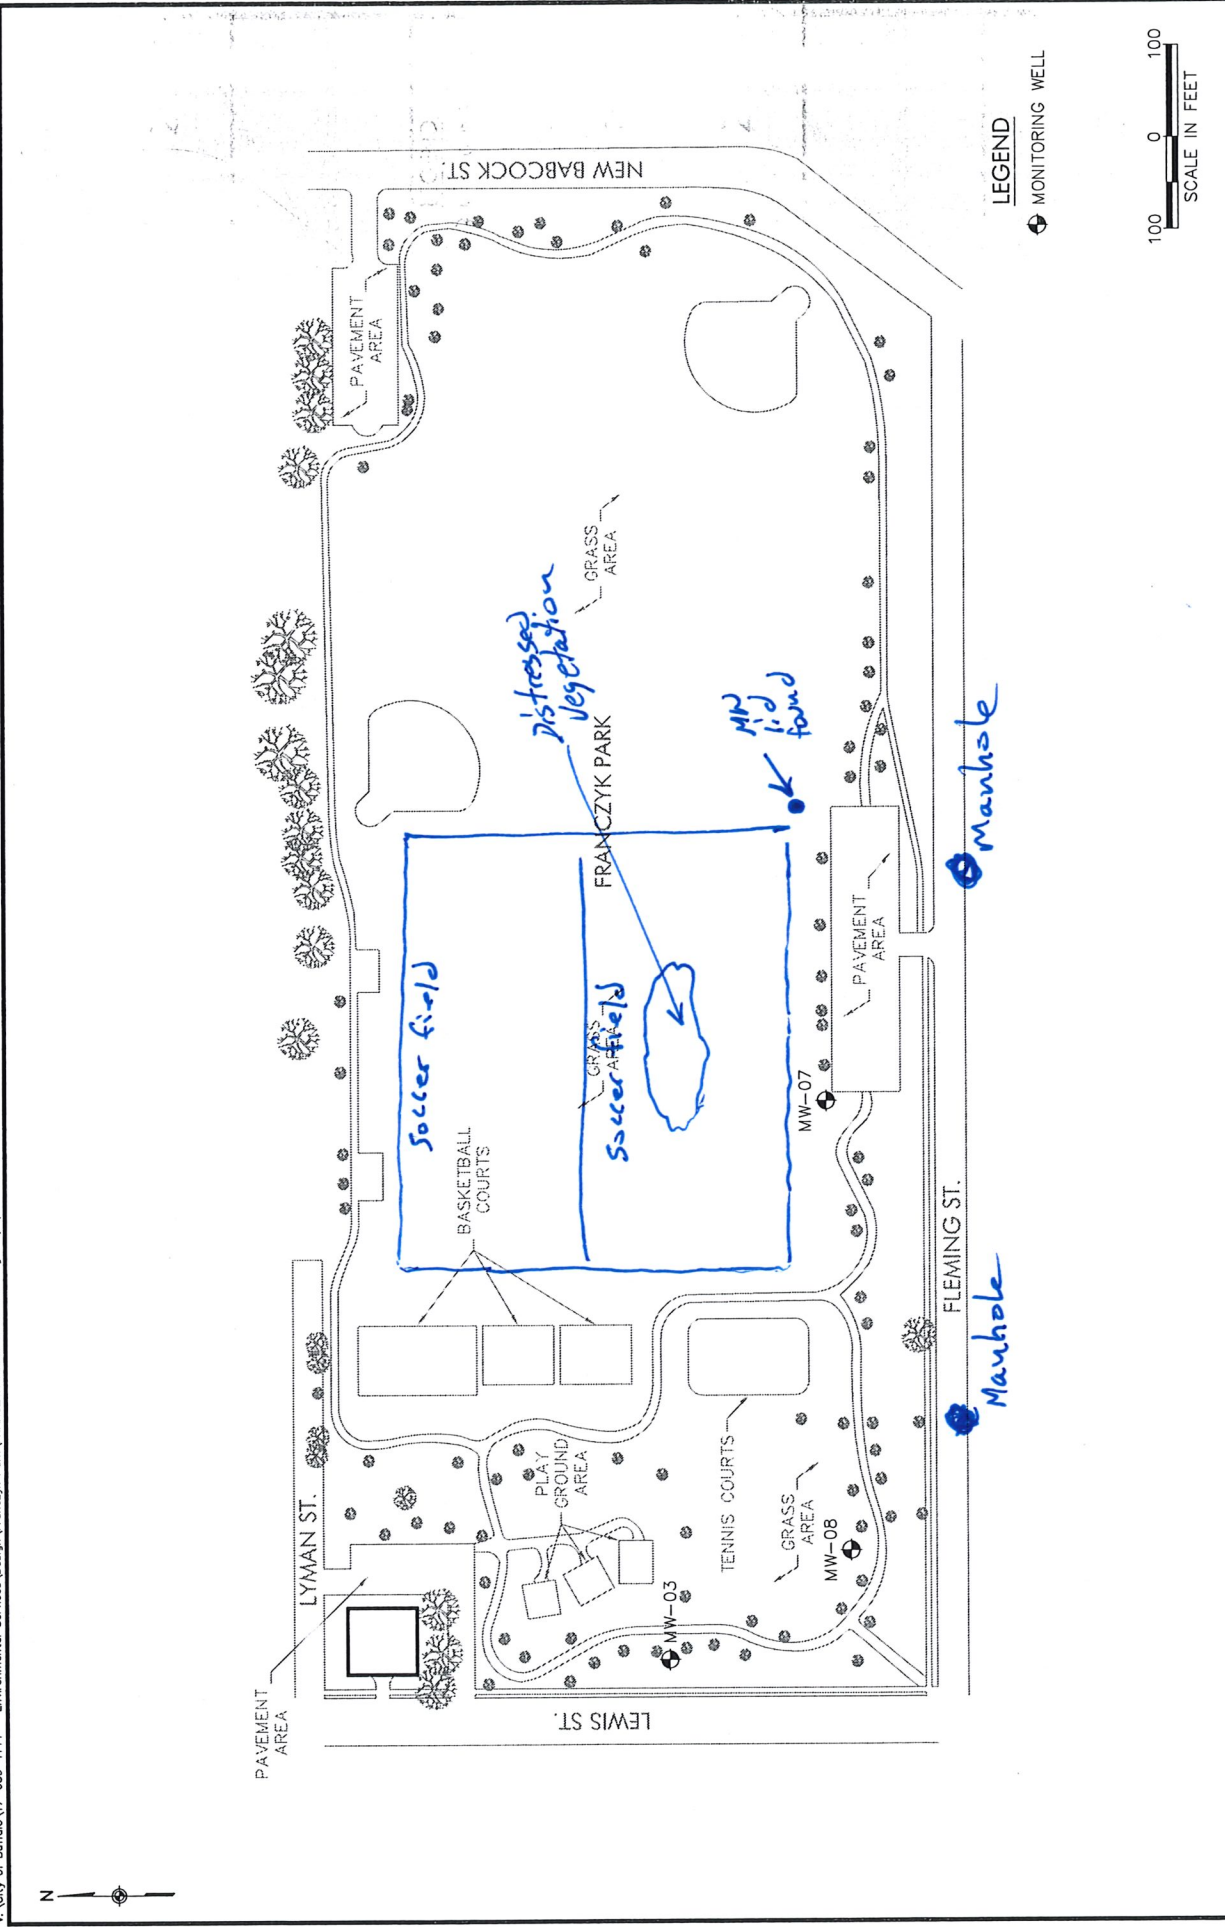 N
PAVEMENT
AREA
LYMAN ST.
LEWIS ST.
PLAY
GROUND
AREA
BASKETBALL
COURTS
TENNIS COURTS
GRASS
AREA
MW-03
MW-08
MW-07
Soccer field
Soccer field
GRASS
AREA
FRANCZYK PARK
Distressed
Vegetation
GRASS
AREA
MW
lid
found
PAVEMENT
AREA
PAVEMENT
AREA
NEW BABCOCK ST.
FLEMING ST.
Manhole
Manhole
LEGEND
MONITORING WELL
100 0 100
SCALE IN FEET